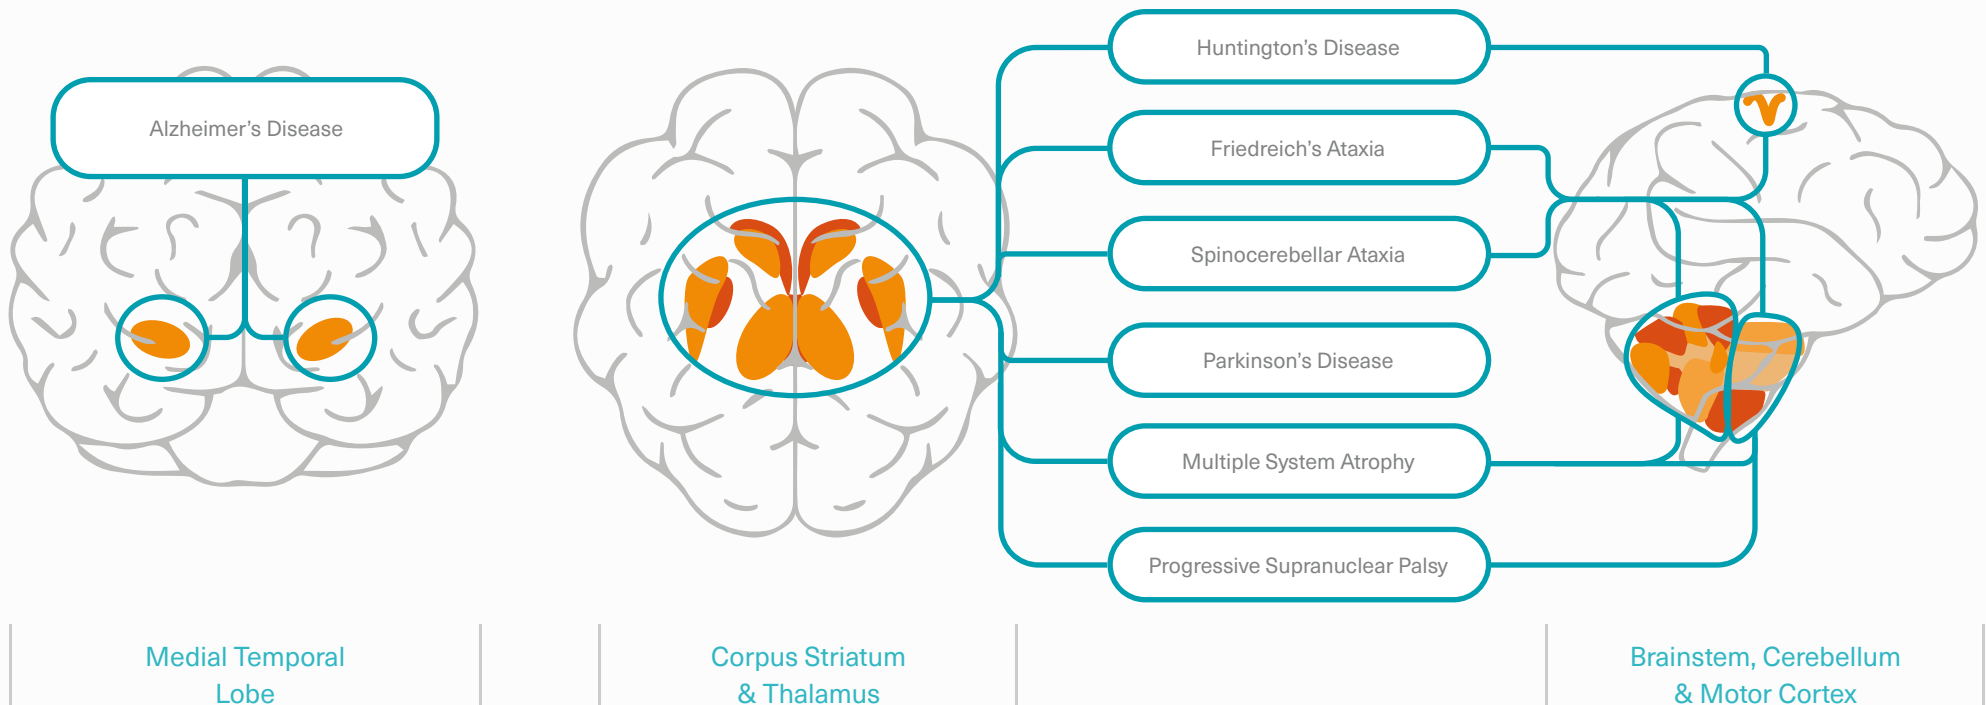 Alzheimer's Disease
Huntington's Disease
Friedreich's Ataxia
Spinocerebellar Ataxia
Parkinson's Disease
Multiple System Atrophy
Progressive Supranuclear Palsy
Medial Temporal
Lobe
Corpus Striatum
& Thalamus
Brainstem, Cerebellum
& Motor Cortex